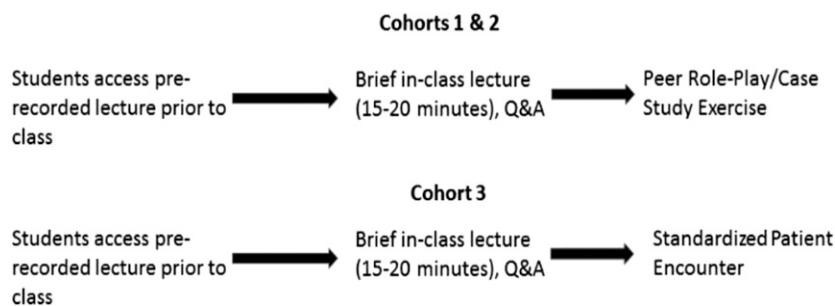 Cohorts 1 & 2
Students access pre-
recorded lecture prior to
class
Brief in-class lecture
(15-20 minutes), Q&A
Peer Role-Play/Case
Study Exercise
Cohort 3
Students access pre-
recorded lecture prior to
class
Brief in-class lecture
(15-20 minutes), Q&A
Standardized Patient
Encounter